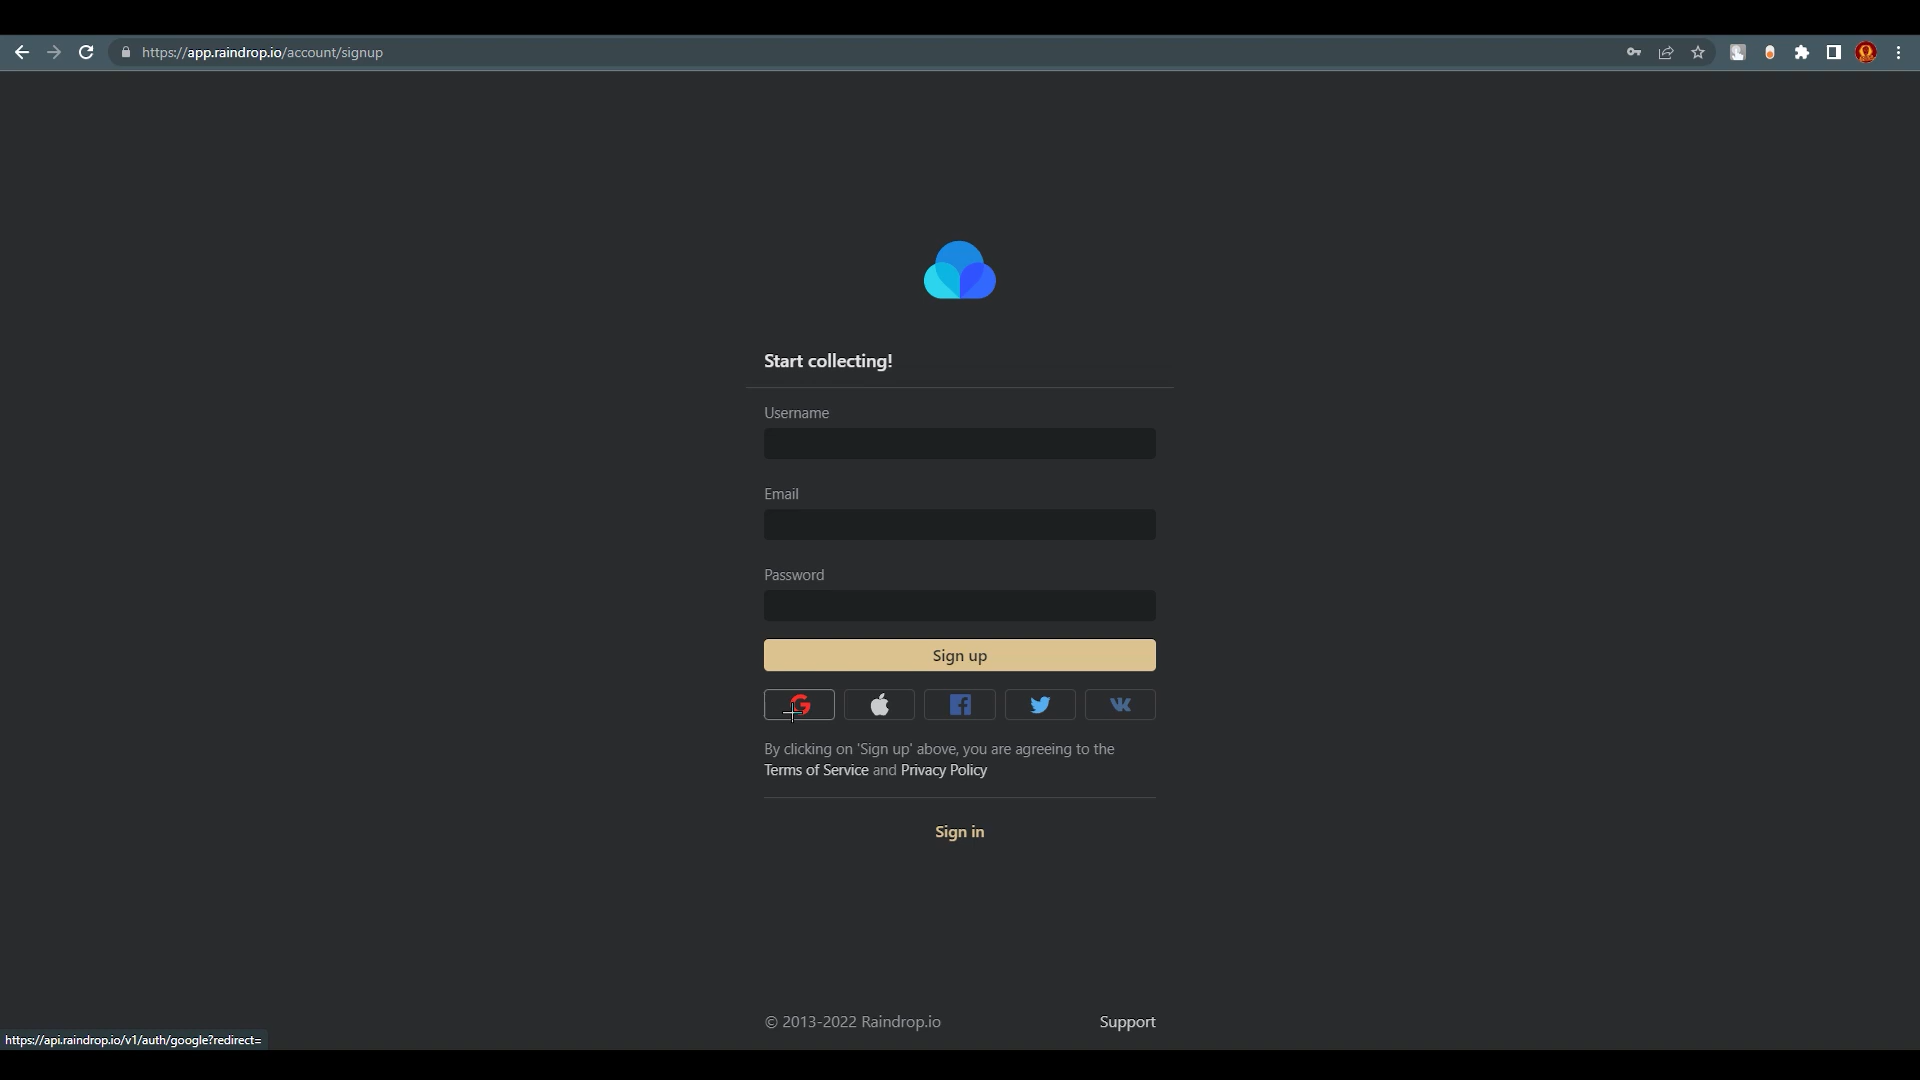 https://app.raindrop.io/account/signup
Start collecting!
Username
Email
Password
Sign up
By clicking on 'Sign up' above, you are agreeing to the
Terms of Service and Privacy Policy
Sign in
© 2013-2022 Raindrop.io Support
https://api.raindrop.io/v1/auth/google?redirect=